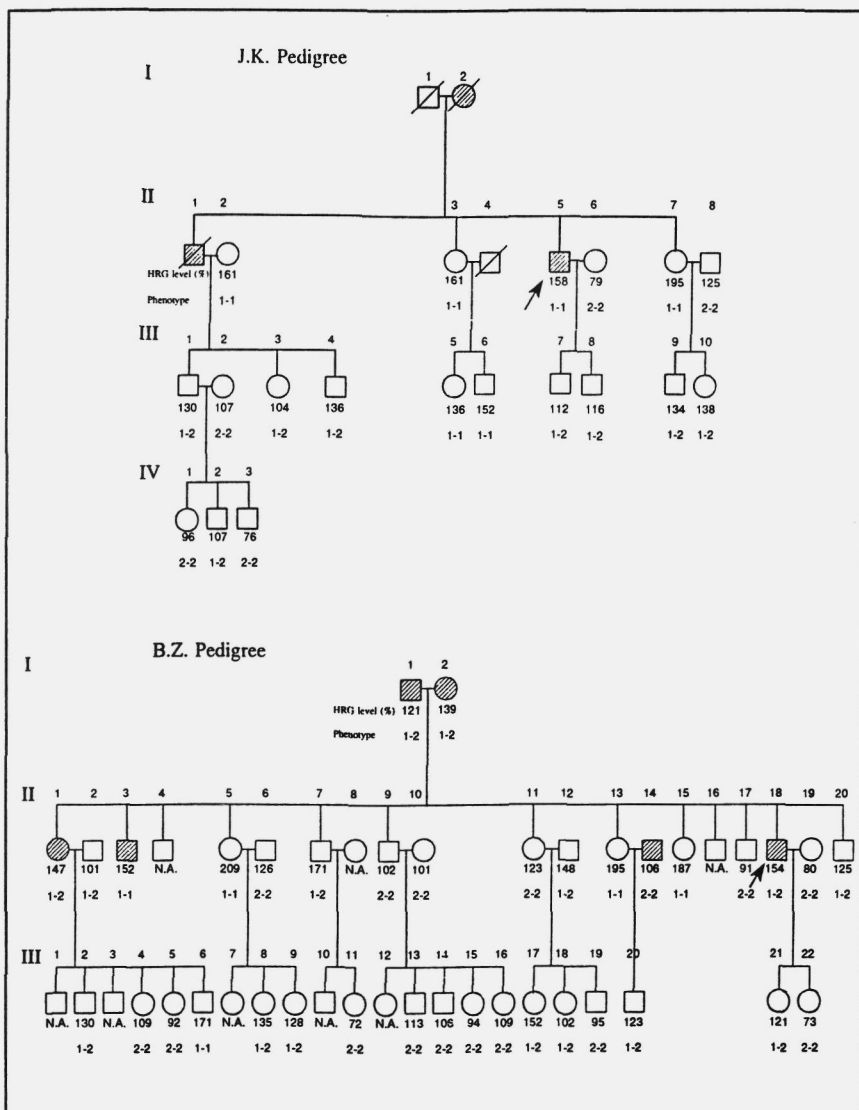 J.K. Pedigree
I
1 2
II
1 2 3 4 5 6 7 8
HRG level (%) 161 161 158 79 195 125
Phenotype 1-1 1-1 1-1 2-2 1-1 2-2
III
1 2 3 4 5 6 7 8 9 10
130 107 104 136 136 152 112 116 134 138
1-2 2-2 1-2 1-2 1-1 1-1 1-2 1-2 1-2 1-2
IV
1 2 3
96 107 76
2-2 1-2 2-2
B.Z. Pedigree
I
1 2
HRG level (%) 121 139
Phenotype 1-2 1-2
II
1 2 3 4 5 6 7 8 9 10 11 12 13 14 15 16 17 18 19 20
147 101 152 N.A. 209 126 171 N.A. 102 101 123 148 195 106 187 N.A. 91 154 80 125
1-2 1-2 1-1 1-1 2-2 1-2 2-2 2-2 2-2 1-2 1-1 2-2 1-1 2-2 1-2 2-2 1-2
III
1 2 3 4 5 6 7 8 9 10 11 12 13 14 15 16 17 18 19 20 21 22
N.A. 130 N.A. 109 92 171 N.A. 135 128 N.A. 72 N.A. 113 106 94 109 152 102 95 123 121 73
1-2 2-2 2-2 1-1 1-2 1-2 2-2 2-2 2-2 2-2 2-2 1-2 1-2 2-2 1-2 1-2 2-2